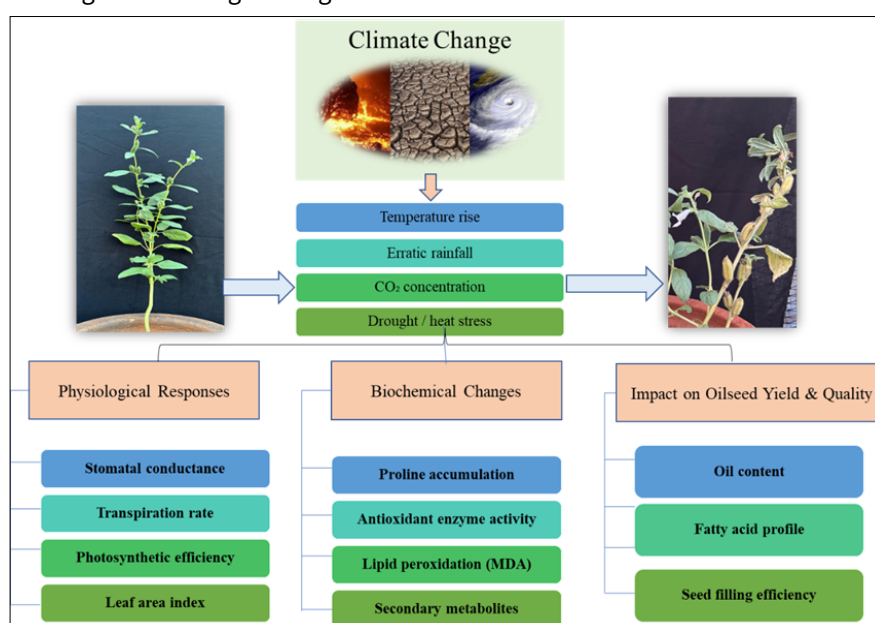 Climate Change
Temperature rise
Erratic rainfall
CO₂ concentration
Drought / heat stress
Physiological Responses
Stomatal conductance
Transpiration rate
Photosynthetic efficiency
Leaf area index
Biochemical Changes
Proline accumulation
Antioxidant enzyme activity
Lipid peroxidation (MDA)
Secondary metabolites
Impact on Oilseed Yield & Quality
Oil content
Fatty acid profile
Seed filling efficiency